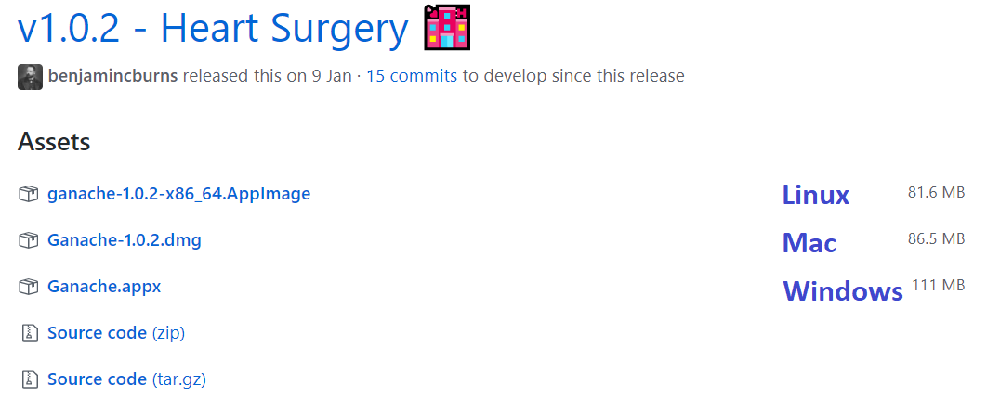 v1.0.2 - Heart Surgery
benjamincburns released this on 9 Jan · 15 commits to develop since this release
Assets
ganache-1.0.2-x86_64.AppImage Linux 81.6 MB
Ganache-1.0.2.dmg Mac 86.5 MB
Ganache.appx Windows 111 MB
Source code (zip)
Source code (tar.gz)